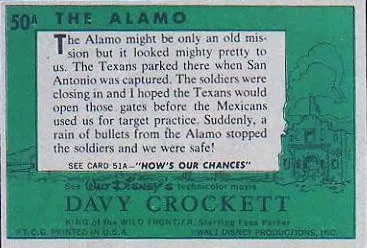 50A THE ALAMO
The Alamo might be only an old mis-
sion but it looked mighty pretty to
us. The Texans parked there when San
Antonio was captured. The soldiers were
closing in and I hoped the Texans would
open those gates before the Mexicans
used us for target practice. Suddenly, a
rain of bullets from the Alamo stopped
the soldiers and we were safe!
SEE CARD 51A—"HOW'S OUR CHANCES"
See WALT DISNEY'S technicolor movie
DAVY CROCKETT
KING of the WILD FRONTIER, Starring Fess Parker
©T.C.G. PRINTED IN U.S.A. ©WALT DISNEY PRODUCTIONS, INC.